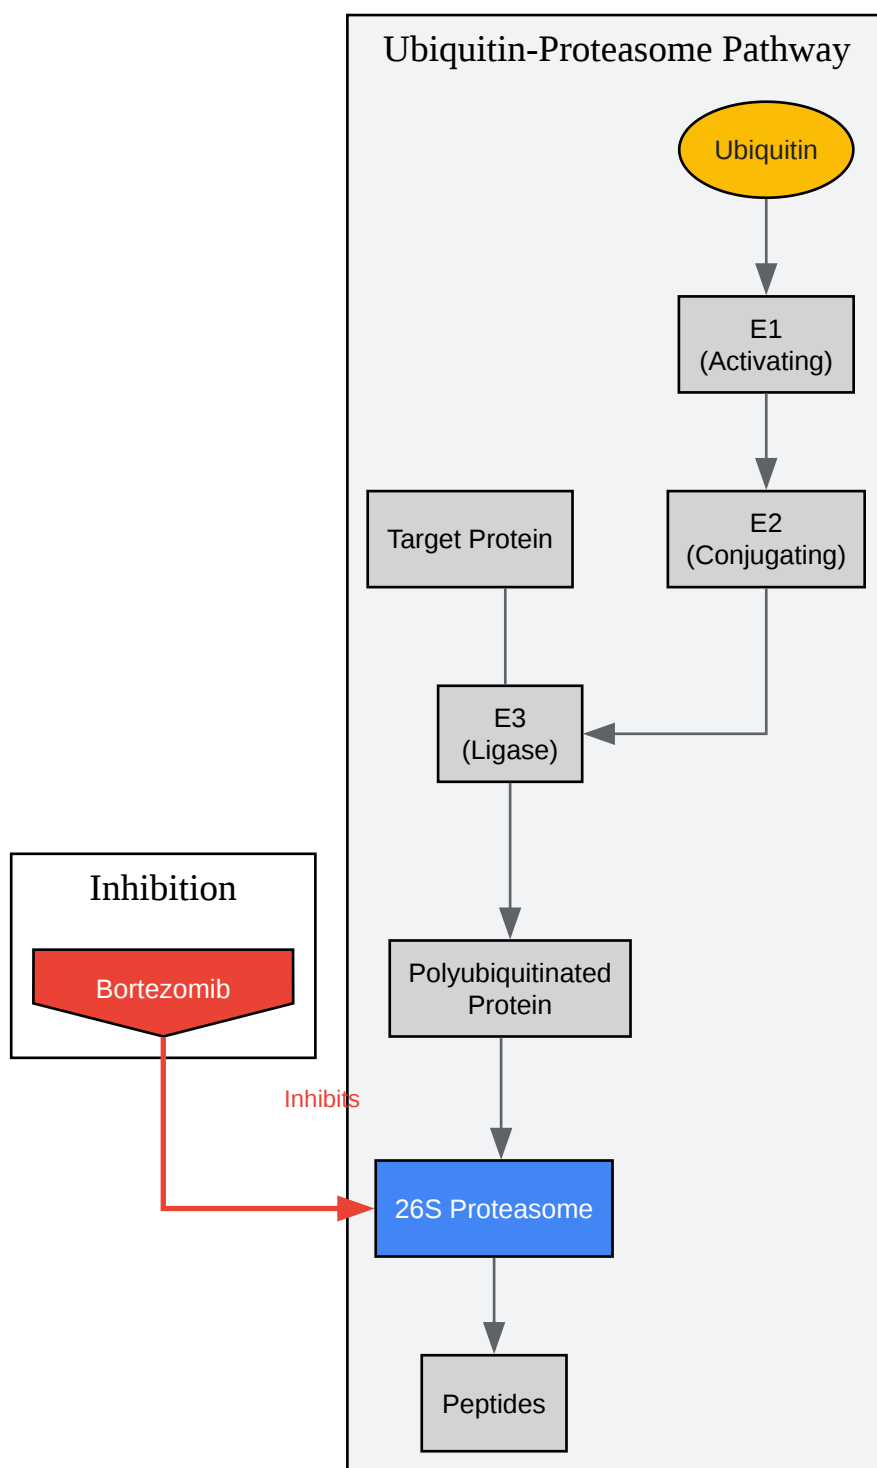 Ubiquitin-Proteasome Pathway
Ubiquitin
E1
(Activating)
E2
(Conjugating)
Target Protein
E3
(Ligase)
Inhibition
Bortezomib
Polyubiquitinated
Protein
Inhibits
26S Proteasome
Peptides